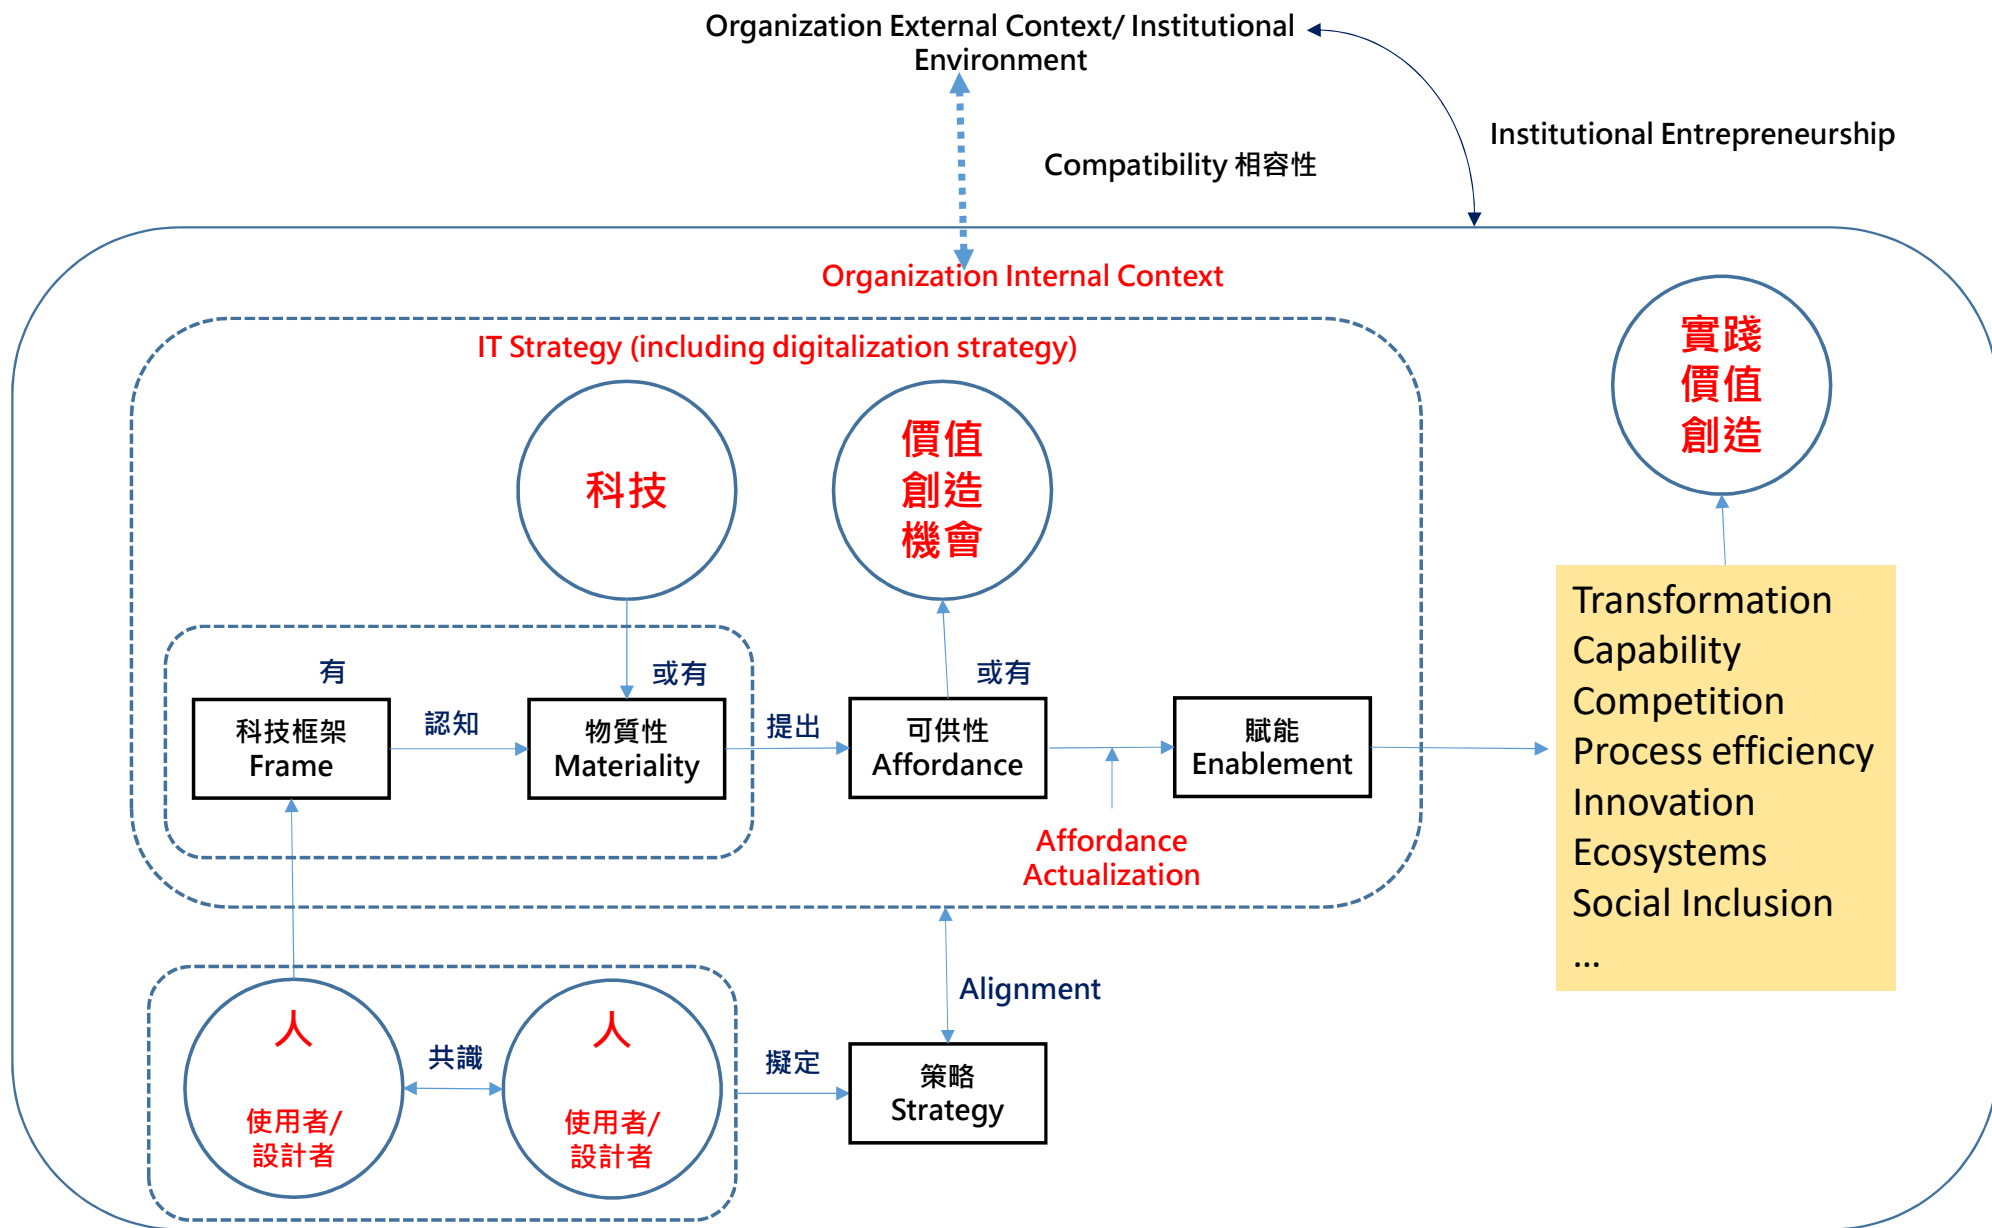 Organization External Context/ Institutional
Environment
Institutional Entrepreneurship
Compatibility 相容性
Organization Internal Context
IT Strategy (including digitalization strategy)
科技
價值
創造
機會
實踐
價值
創造
有
或有
或有
科技框架
Frame
認知
物質性
Materiality
提出
可供性
Affordance
賦能
Enablement
Affordance
Actualization
Transformation
Capability
Competition
Process efficiency
Innovation
Ecosystems
Social Inclusion
...
Alignment
人
使用者/
設計者
共識
人
使用者/
設計者
擬定
策略
Strategy